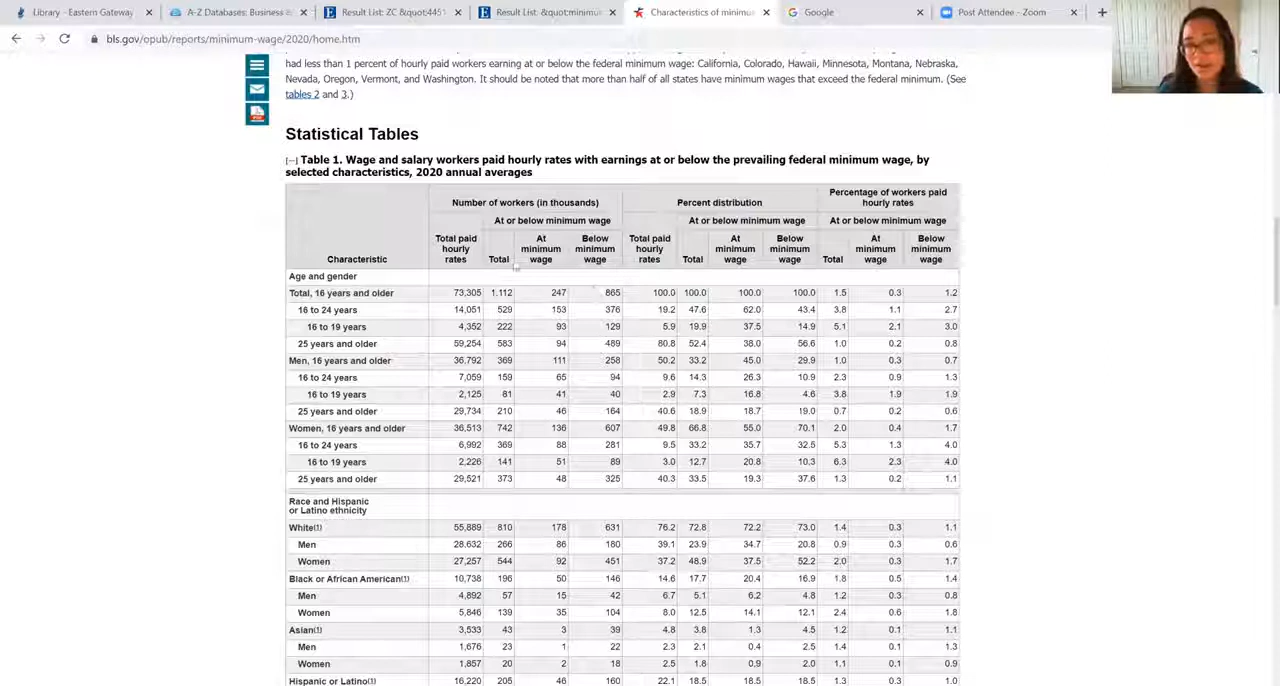 Library - Eastern Gateway
A-Z Databases: Business &
Result List: ZC &quot;4451
Result List: &quot;minimu
Characteristics of minimu
Google
Post Attendee - Zoom
bls.gov/opub/reports/minimum-wage/2020/home.htm
had less than 1 percent of hourly paid workers earning at or below the federal minimum wage: California, Colorado, Hawaii, Minnesota, Montana, Nebraska,
Nevada, Oregon, Vermont, and Washington. It should be noted that more than half of all states have minimum wages that exceed the federal minimum. (See
tables 2 and 3.)
PDF
Statistical Tables
[—] Table 1. Wage and salary workers paid hourly rates with earnings at or below the prevailing federal minimum wage, by
selected characteristics, 2020 annual averages
Characteristic
Number of workers (in thousands)
Percent distribution
Percentage of workers paid
hourly rates
At or below minimum wage
At or below minimum wage
At or below minimum wage
Total paid hourly rates
Total
At minimum wage
Below minimum wage
Total paid hourly rates
Total
At minimum wage
Below minimum wage
Total
At minimum wage
Below minimum wage
Age and gender
Total, 16 years and older 73,305 1,112 247 865 100.0 100.0 100.0 100.0 1.5 0.3 1.2
16 to 24 years 14,051 529 153 376 19.2 47.6 62.0 43.4 3.8 1.1 2.7
16 to 19 years 4,352 222 93 129 5.9 19.9 37.5 14.9 5.1 2.1 3.0
25 years and older 59,254 583 94 489 80.8 52.4 38.0 56.6 1.0 0.2 0.8
Men, 16 years and older 36,792 369 111 258 50.2 33.2 45.0 29.9 1.0 0.3 0.7
16 to 24 years 7,059 159 65 94 9.6 14.3 26.3 10.9 2.3 0.9 1.3
16 to 19 years 2,125 81 41 40 2.9 7.3 16.8 4.6 3.8 1.9 1.9
25 years and older 29,734 210 46 164 40.6 18.9 18.7 19.0 0.7 0.2 0.6
Women, 16 years and older 36,513 742 136 607 49.8 66.8 55.0 70.1 2.0 0.4 1.7
16 to 24 years 6,992 369 88 281 9.5 33.2 35.7 32.5 5.3 1.3 4.0
16 to 19 years 2,226 141 51 89 3.0 12.7 20.8 10.3 6.3 2.3 4.0
25 years and older 29,521 373 48 325 40.3 33.5 19.3 37.6 1.3 0.2 1.1
Race and Hispanic
or Latino ethnicity
White(1) 55,889 810 178 631 76.2 72.8 72.2 73.0 1.4 0.3 1.1
Men 28,632 266 86 180 39.1 23.9 34.7 20.8 0.9 0.3 0.6
Women 27,257 544 92 451 37.2 48.9 37.5 52.2 2.0 0.3 1.7
Black or African American(1) 10,738 196 50 146 14.6 17.7 20.4 16.9 1.8 0.5 1.4
Men 4,892 57 15 42 6.7 5.1 6.2 4.8 1.2 0.3 0.8
Women 5,846 139 35 104 8.0 12.5 14.1 12.1 2.4 0.6 1.8
Asian(1) 3,533 43 3 39 4.8 3.8 1.3 4.5 1.2 0.1 1.1
Men 1,676 23 1 22 2.3 2.1 0.4 2.5 1.4 0.1 1.3
Women 1,857 20 2 18 2.5 1.8 0.9 2.0 1.1 0.1 0.9
Hispanic or Latino(1) 16,220 205 46 160 22.1 18.5 18.5 18.5 1.3 0.3 1.0